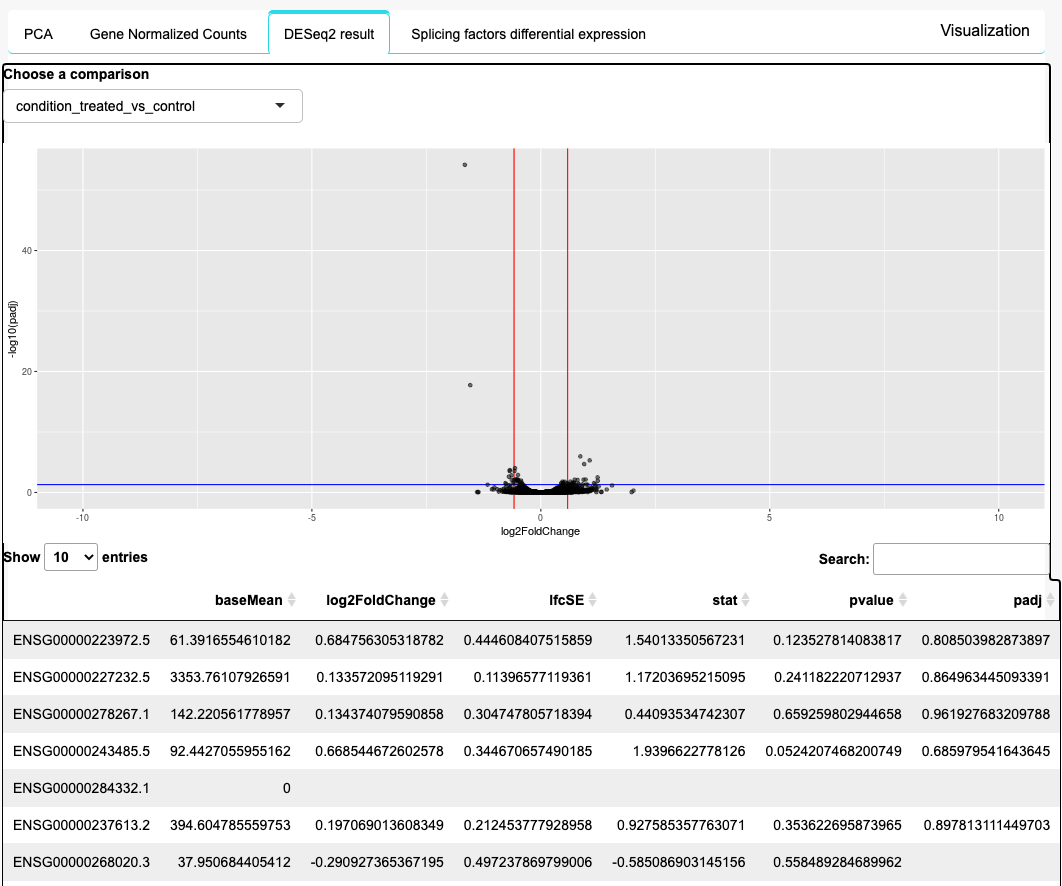 PCA Gene Normalized Counts DESeq2 result Splicing factors differential expression Visualization
Choose a comparison
condition_treated_vs_control
-log10(padj)
40
20
0
-10 -5 0 5 10
log2FoldChange
Show 10 entries Search:
baseMean log2FoldChange lfcSE stat pvalue padj
ENSG00000223972.5 61.3916554610182 0.684756305318782 0.444608407515859 1.54013350567231 0.123527814083817 0.808503982873897
ENSG00000227232.5 3353.76107926591 0.133572095119291 0.11396577119361 1.17203695215095 0.241182220712937 0.864963445093391
ENSG00000278267.1 142.220561778957 0.134374079590858 0.304747805718394 0.44093534742307 0.659259802944658 0.961927683209788
ENSG00000243485.5 92.4427055955162 0.668544672602578 0.344670657490185 1.9396622778126 0.0524207468200749 0.685979541643645
ENSG00000284332.1 0
ENSG00000237613.2 394.604785559753 0.197069013608349 0.212453777928958 0.927585357763071 0.353622695873965 0.897813111449703
ENSG00000268020.3 37.950684405412 -0.290927365367195 0.497237869799006 -0.585086903145156 0.558489284689962